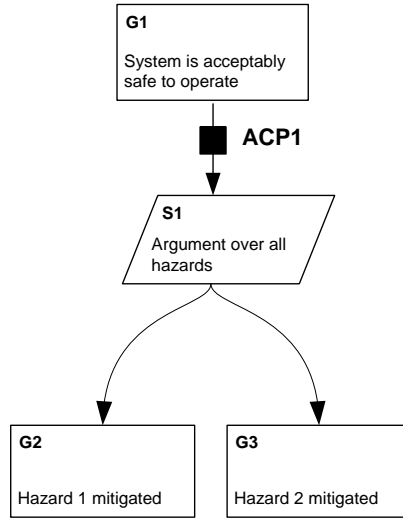 G1
System is acceptably
safe to operate
ACP1
S1
Argument over all
hazards
G2
Hazard 1 mitigated
G3
Hazard 2 mitigated